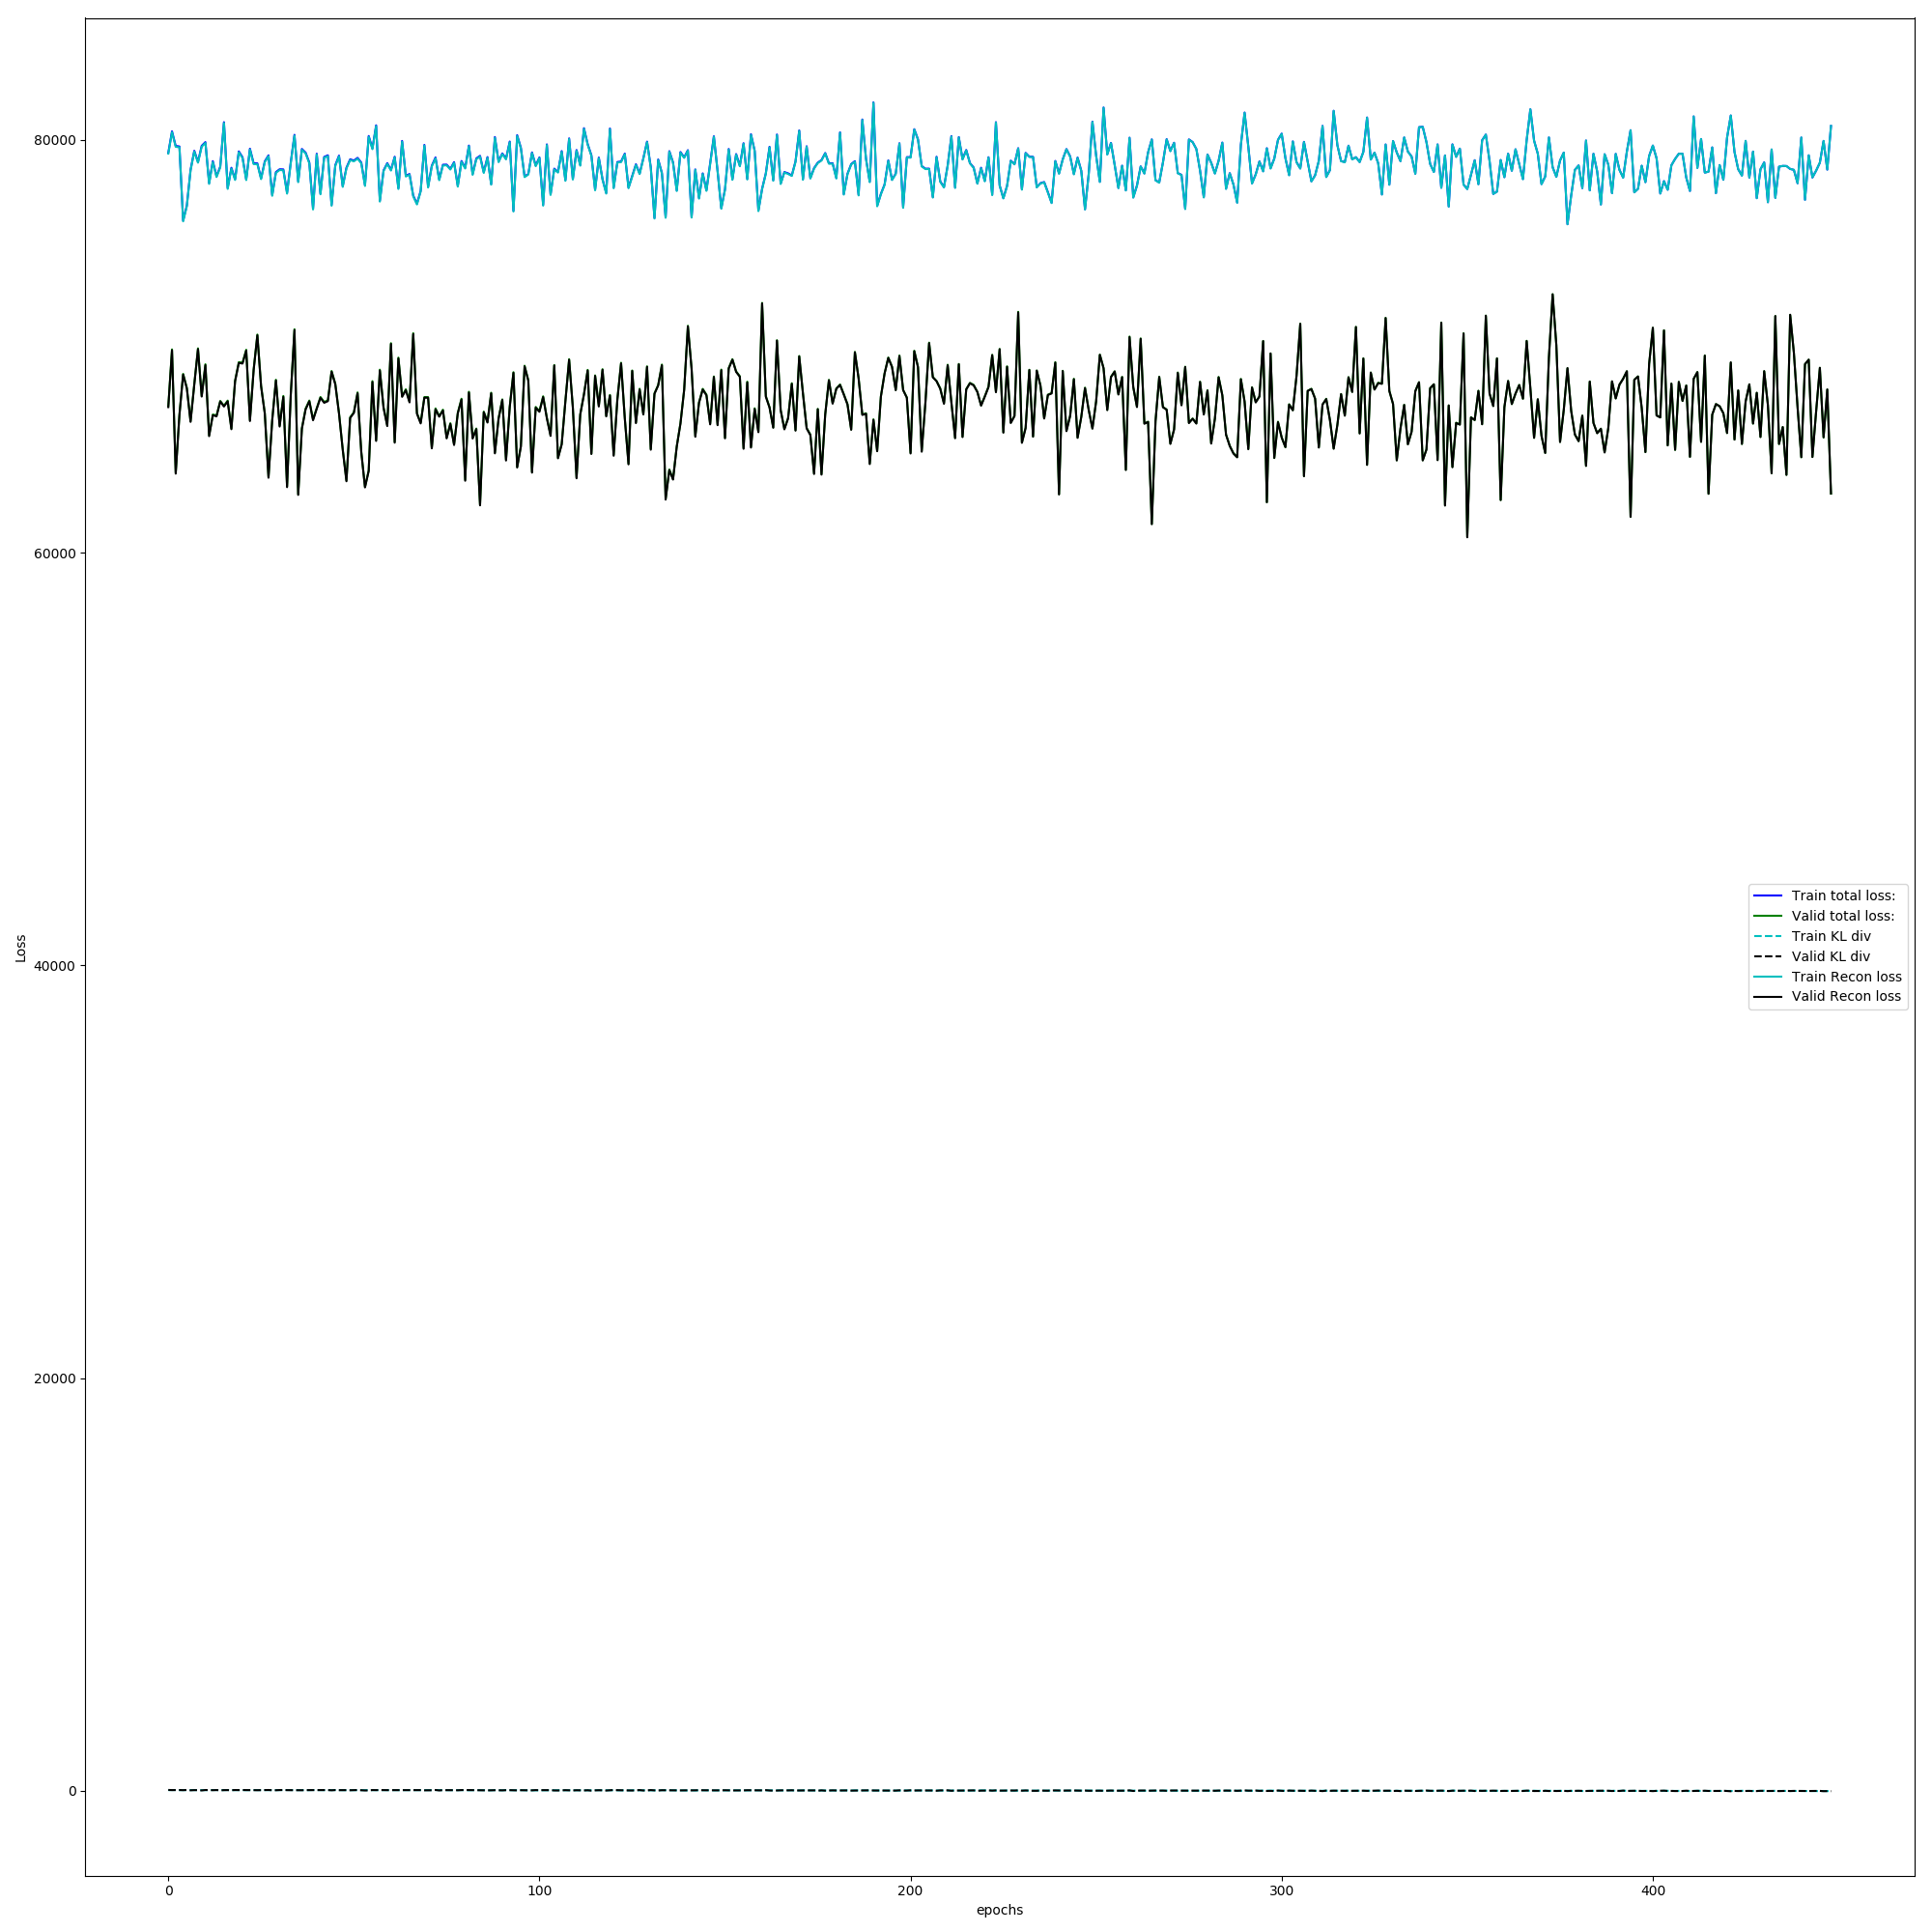 80000
60000
40000
20000
0
Loss
0
100
200
300
400
epochs
Train total loss:
Valid total loss:
Train KL div
Valid KL div
Train Recon loss
Valid Recon loss